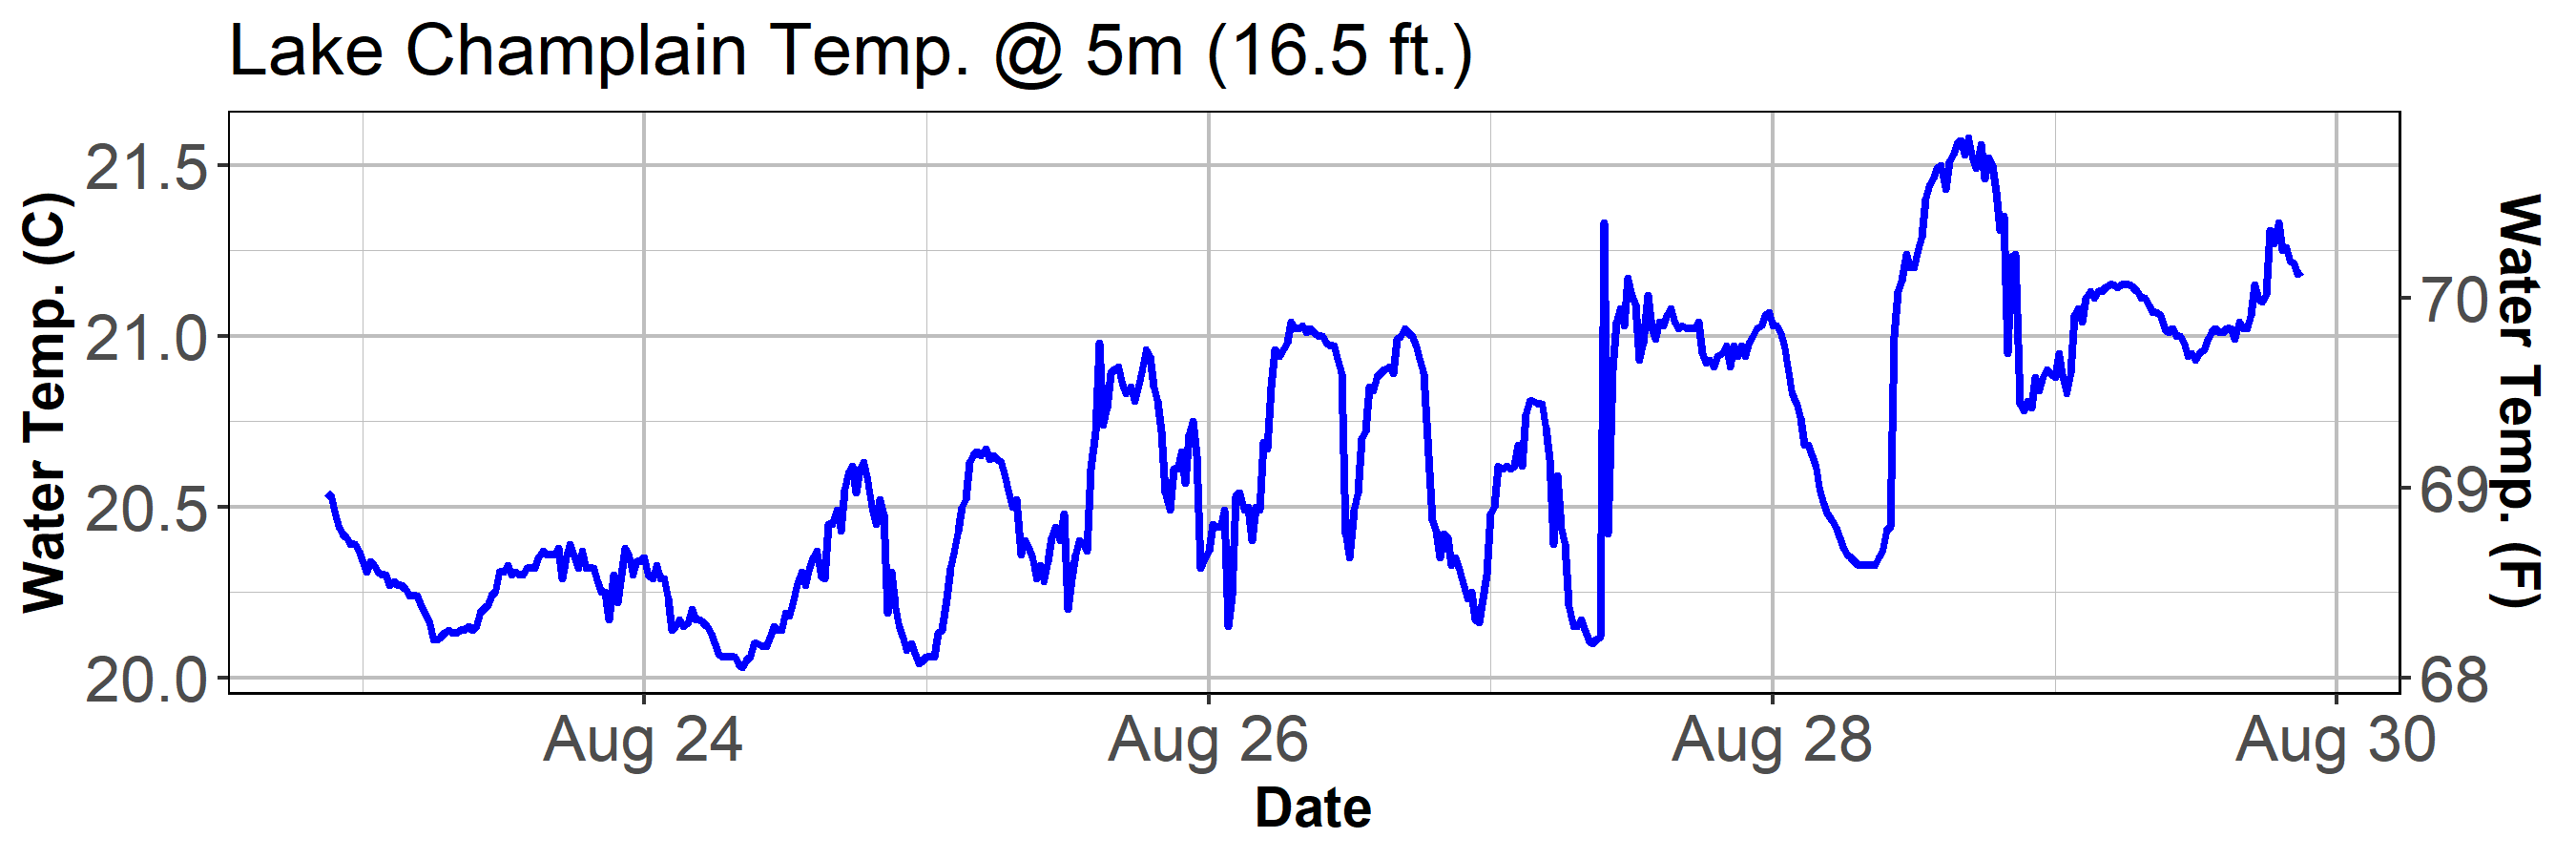 Lake Champlain Temp. @ 5m (16.5 ft.)
Water Temp. (C)
21.5
21.0
20.5
20.0
70
69
68
Water Temp. (F)
Aug 24 Aug 26 Aug 28 Aug 30
Date